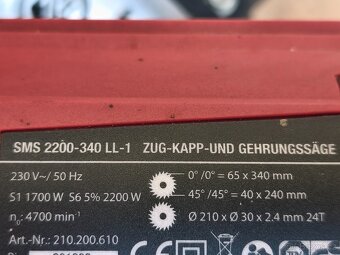 SMS 2200-340 LL-1 ZUG-KAPP-UND GEHRUNGSSÄGE
230 V~/ 50 Hz 0° /0° = 65 x 340 mm
S1 1700 W S6 5% 2200 W 45°/45° = 40 x 240 mm
n₀: 4700 min⁻¹ Ø 210 x Ø 30 x 2.4 mm 24T
Art.-Nr.: 210.200.610